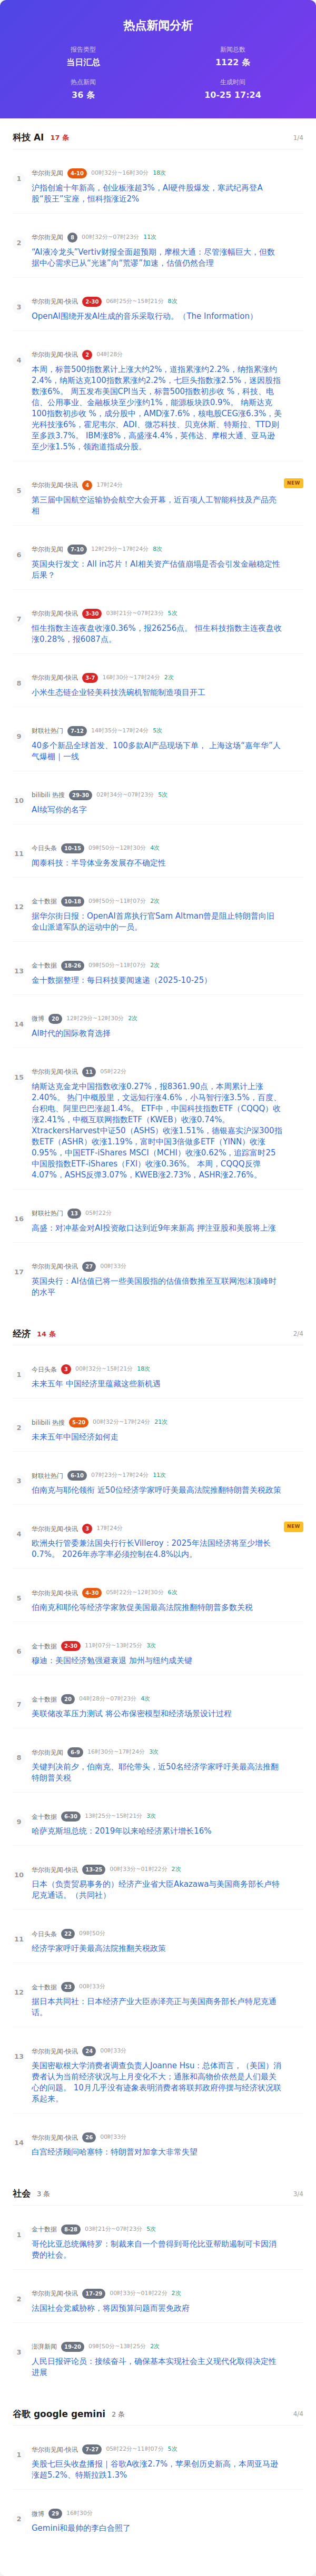 热点新闻分析
报告类型
新闻总数
当日汇总
1122 条
热点新闻
生成时间
36 条
10-25 17:24
科技 AI 17 条
1/4
1
华尔街见闻 4-10 00时32分~16时30分 18次
沪指创逾十年新高，创业板涨超3%，AI硬件股爆发，寒武纪再登A
股“股王”宝座，恒科指涨近2%
2
华尔街见闻 8 00时32分~07时23分 11次
“AI液冷龙头”Vertiv财报全面超预期，摩根大通：尽管涨幅巨大，但数
据中心需求已从“光速”向“荒谬”加速，估值仍然合理
3
华尔街见闻-快讯 2-30 06时25分~15时21分 8次
OpenAI围绕开发AI生成的音乐采取行动。（The Information）
4
华尔街见闻-快讯 2 04时28分
本周，标普500指数累计上涨大约2%，道指累涨约2.2%，纳指累涨约
2.4%，纳斯达克100指数累涨约2.2%，七巨头指数涨2.5%，迷因股指
数涨6%。 周五发布美国CPI当天，标普500指数初步收 %，科技、电
信、公用事业、金融板块至少涨约1%，能源板块跌0.9%。 纳斯达克
100指数初步收 %，成分股中，AMD涨7.6%，核电股CEG涨6.3%，美
光科技涨6%，霍尼韦尔、ADI、微芯科技、贝克休斯、特斯拉、TTD则
至多跌3.7%。 IBM涨8%，高盛涨4.4%，英伟达、摩根大通、亚马逊
至少涨1.5%，领跑道指成分股。
5
华尔街见闻-快讯 4 17时24分
NEW
第三届中国航空运输协会航空大会开幕，近百项人工智能科技及产品亮
相
6
华尔街见闻 7-10 12时29分~17时24分 8次
英国央行发文：All in芯片！AI相关资产估值崩塌是否会引发金融稳定性
后果？
7
华尔街见闻-快讯 3-30 03时21分~07时23分 5次
恒生指数主连夜盘收涨0.36%，报26256点。 恒生科技指数主连夜盘收
涨0.28%，报6087点。
8
华尔街见闻-快讯 3-7 16时30分~17时24分 2次
小米生态链企业轻美科技洗碗机智能制造项目开工
9
财联社热门 7-12 14时35分~17时24分 5次
40多个新品全球首发、100多款AI产品现场下单， 上海这场“嘉年华”人
气爆棚｜一线
10
bilibili 热搜 29-30 02时34分~07时23分 5次
AI续写你的名字
11
今日头条 10-15 09时50分~12时30分 4次
闻泰科技：半导体业务发展存不确定性
12
金十数据 10-18 09时50分~11时07分 2次
据华尔街日报：OpenAI首席执行官Sam Altman曾是阻止特朗普向旧
金山派遣军队的运动中的一员。
13
金十数据 18-26 09时50分~11时07分 2次
金十数据整理：每日科技要闻速递（2025-10-25）
14
微博 20 12时29分~12时30分 2次
AI时代的国际教育选择
15
华尔街见闻-快讯 11 05时22分
纳斯达克金龙中国指数收涨0.27%，报8361.90点，本周累计上涨
2.40%。 热门中概股里，文远知行涨4.6%，小马智行涨3.5%，百度、
台积电、阿里巴巴涨超1.4%。 ETF中，中国科技指数ETF（CQQQ）收
涨2.41%，中概互联网指数ETF（KWEB）收涨0.74%，
XtrackersHarvest中证50（ASHS）收涨1.51%，德银嘉实沪深300指
数ETF（ASHR）收涨1.19%，富时中国3倍做多ETF（YINN）收涨
0.95%，中国ETF-iShares MSCI（MCHI）收涨0.62%，追踪富时25
中国股指数ETF-iShares（FXI）收涨0.36%。 本周，CQQQ反弹
4.07%，ASHS反弹3.07%，KWEB涨2.73%，ASHR涨2.76%。
16
财联社热门 13 05时22分
高盛：对冲基金对AI投资敞口达到近9年来新高 押注亚股和美股将上涨
17
华尔街见闻-快讯 27 00时33分
英国央行：AI估值已将一些美国股指的估值倍数推至互联网泡沫顶峰时
的水平
经济 14 条
2/4
1
今日头条 3 00时32分~15时21分 18次
未来五年 中国经济里蕴藏这些新机遇
2
bilibili 热搜 5-20 00时32分~17时24分 21次
未来五年中国经济如何走
3
财联社热门 6-10 07时23分~17时24分 11次
伯南克与耶伦领衔 近50位经济学家呼吁美最高法院推翻特朗普关税政策
4
华尔街见闻-快讯 3 17时24分
NEW
欧洲央行管委兼法国央行行长Villeroy：2025年法国经济将至少增长
0.7%。 2026年赤字率必须控制在4.8%以内。
5
华尔街见闻-快讯 4-30 05时22分~12时30分 6次
伯南克和耶伦等经济学家敦促美国最高法院推翻特朗普多数关税
6
金十数据 2-30 11时07分~13时25分 3次
穆迪：美国经济勉强避衰退 加州与纽约成关键
7
金十数据 20 04时28分~07时23分 4次
美联储改革压力测试 将公布保密模型和经济场景设计过程
8
华尔街见闻 6-9 16时30分~17时24分 3次
关键判决前夕，伯南克、耶伦带头，近50名经济学家吁美最高法推翻
特朗普关税
9
金十数据 6-30 13时25分~15时21分 3次
哈萨克斯坦总统：2019年以来哈经济累计增长16%
10
华尔街见闻-快讯 13-25 00时33分~01时22分 2次
日本（负责贸易事务的）经济产业省大臣Akazawa与美国商务部长卢特
尼克通话。（共同社）
11
今日头条 22 09时50分
经济学家呼吁美最高法院推翻关税政策
12
金十数据 23 00时33分
据日本共同社：日本经济产业大臣赤泽亮正与美国商务部长卢特尼克通
话。
13
华尔街见闻-快讯 24 00时33分
美国密歇根大学消费者调查负责人Joanne Hsu：总体而言，（美国）消
费者认为当前经济状况与上月变化不大；通胀和高物价依然是人们最关
心的问题。 10月几乎没有迹象表明消费者将联邦政府停摆与经济状况联
系起来。
14
华尔街见闻-快讯 26 00时33分
白宫经济顾问哈塞特：特朗普对加拿大非常失望
社会 3 条
3/4
1
金十数据 8-28 03时21分~07时23分 5次
哥伦比亚总统佩特罗：制裁来自一个曾得到哥伦比亚帮助遏制可卡因消
费的社会。
2
华尔街见闻-快讯 17-29 00时33分~01时22分 2次
法国社会党威胁称，将因预算问题而罢免政府
3
澎湃新闻 19-20 09时50分~13时25分 2次
人民日报评论员：接续奋斗，确保基本实现社会主义现代化取得决定性
进展
谷歌 google gemini 2 条
4/4
1
华尔街见闻-快讯 7-27 05时22分~11时07分 5次
美股七巨头收盘播报｜谷歌A收涨2.7%，苹果创历史新高，本周亚马逊
涨超5.2%、特斯拉跌1.3%
2
微博 29 16时30分
Gemini和最帅的李白合照了